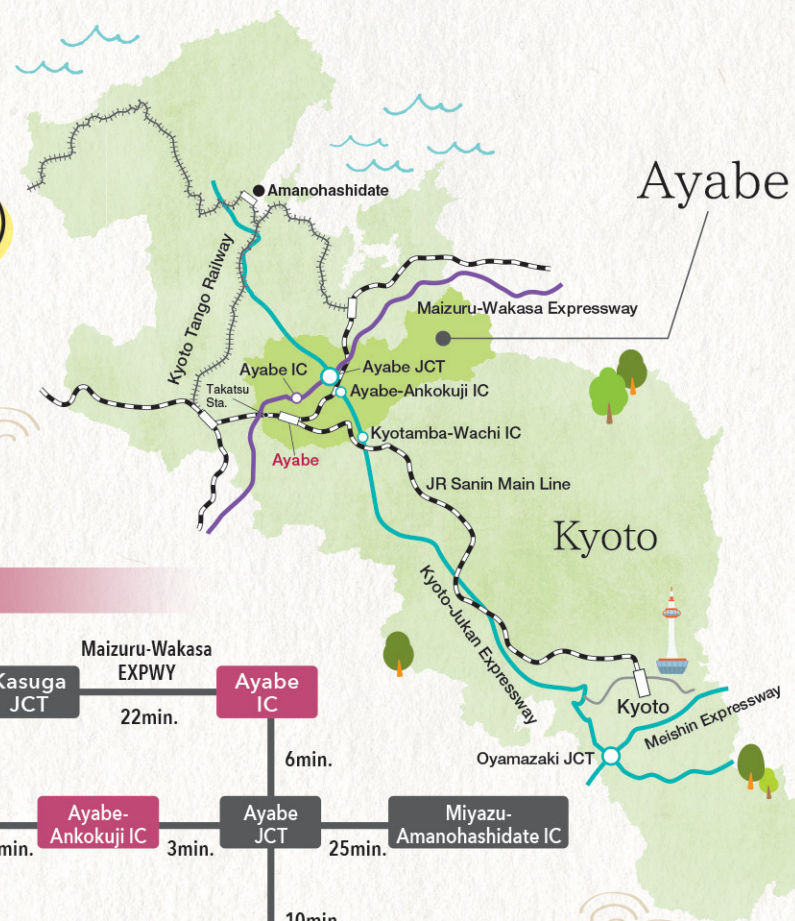 Amanohashidate
Ayabe
Kyoto Tango Railway
Maizuru-Wakasa Expressway
Ayabe IC
Ayabe JCT
Takatsu
Sta.
Ayabe-Ankokuji IC
Kyotamba-Wachi IC
Ayabe
JR Sanin Main Line
Kyoto
Kyoto-Jukan Expressway
Kyoto
Meishin Expressway
Oyamazaki JCT
Maizuru-Wakasa
EXPWY
Kasuga
JCT
Ayabe
IC
22min.
6min.
Ayabe-
Ankokuji IC
Ayabe
JCT
Miyazu-
Amanohashidate IC
min.
3min.
25min.
10min.